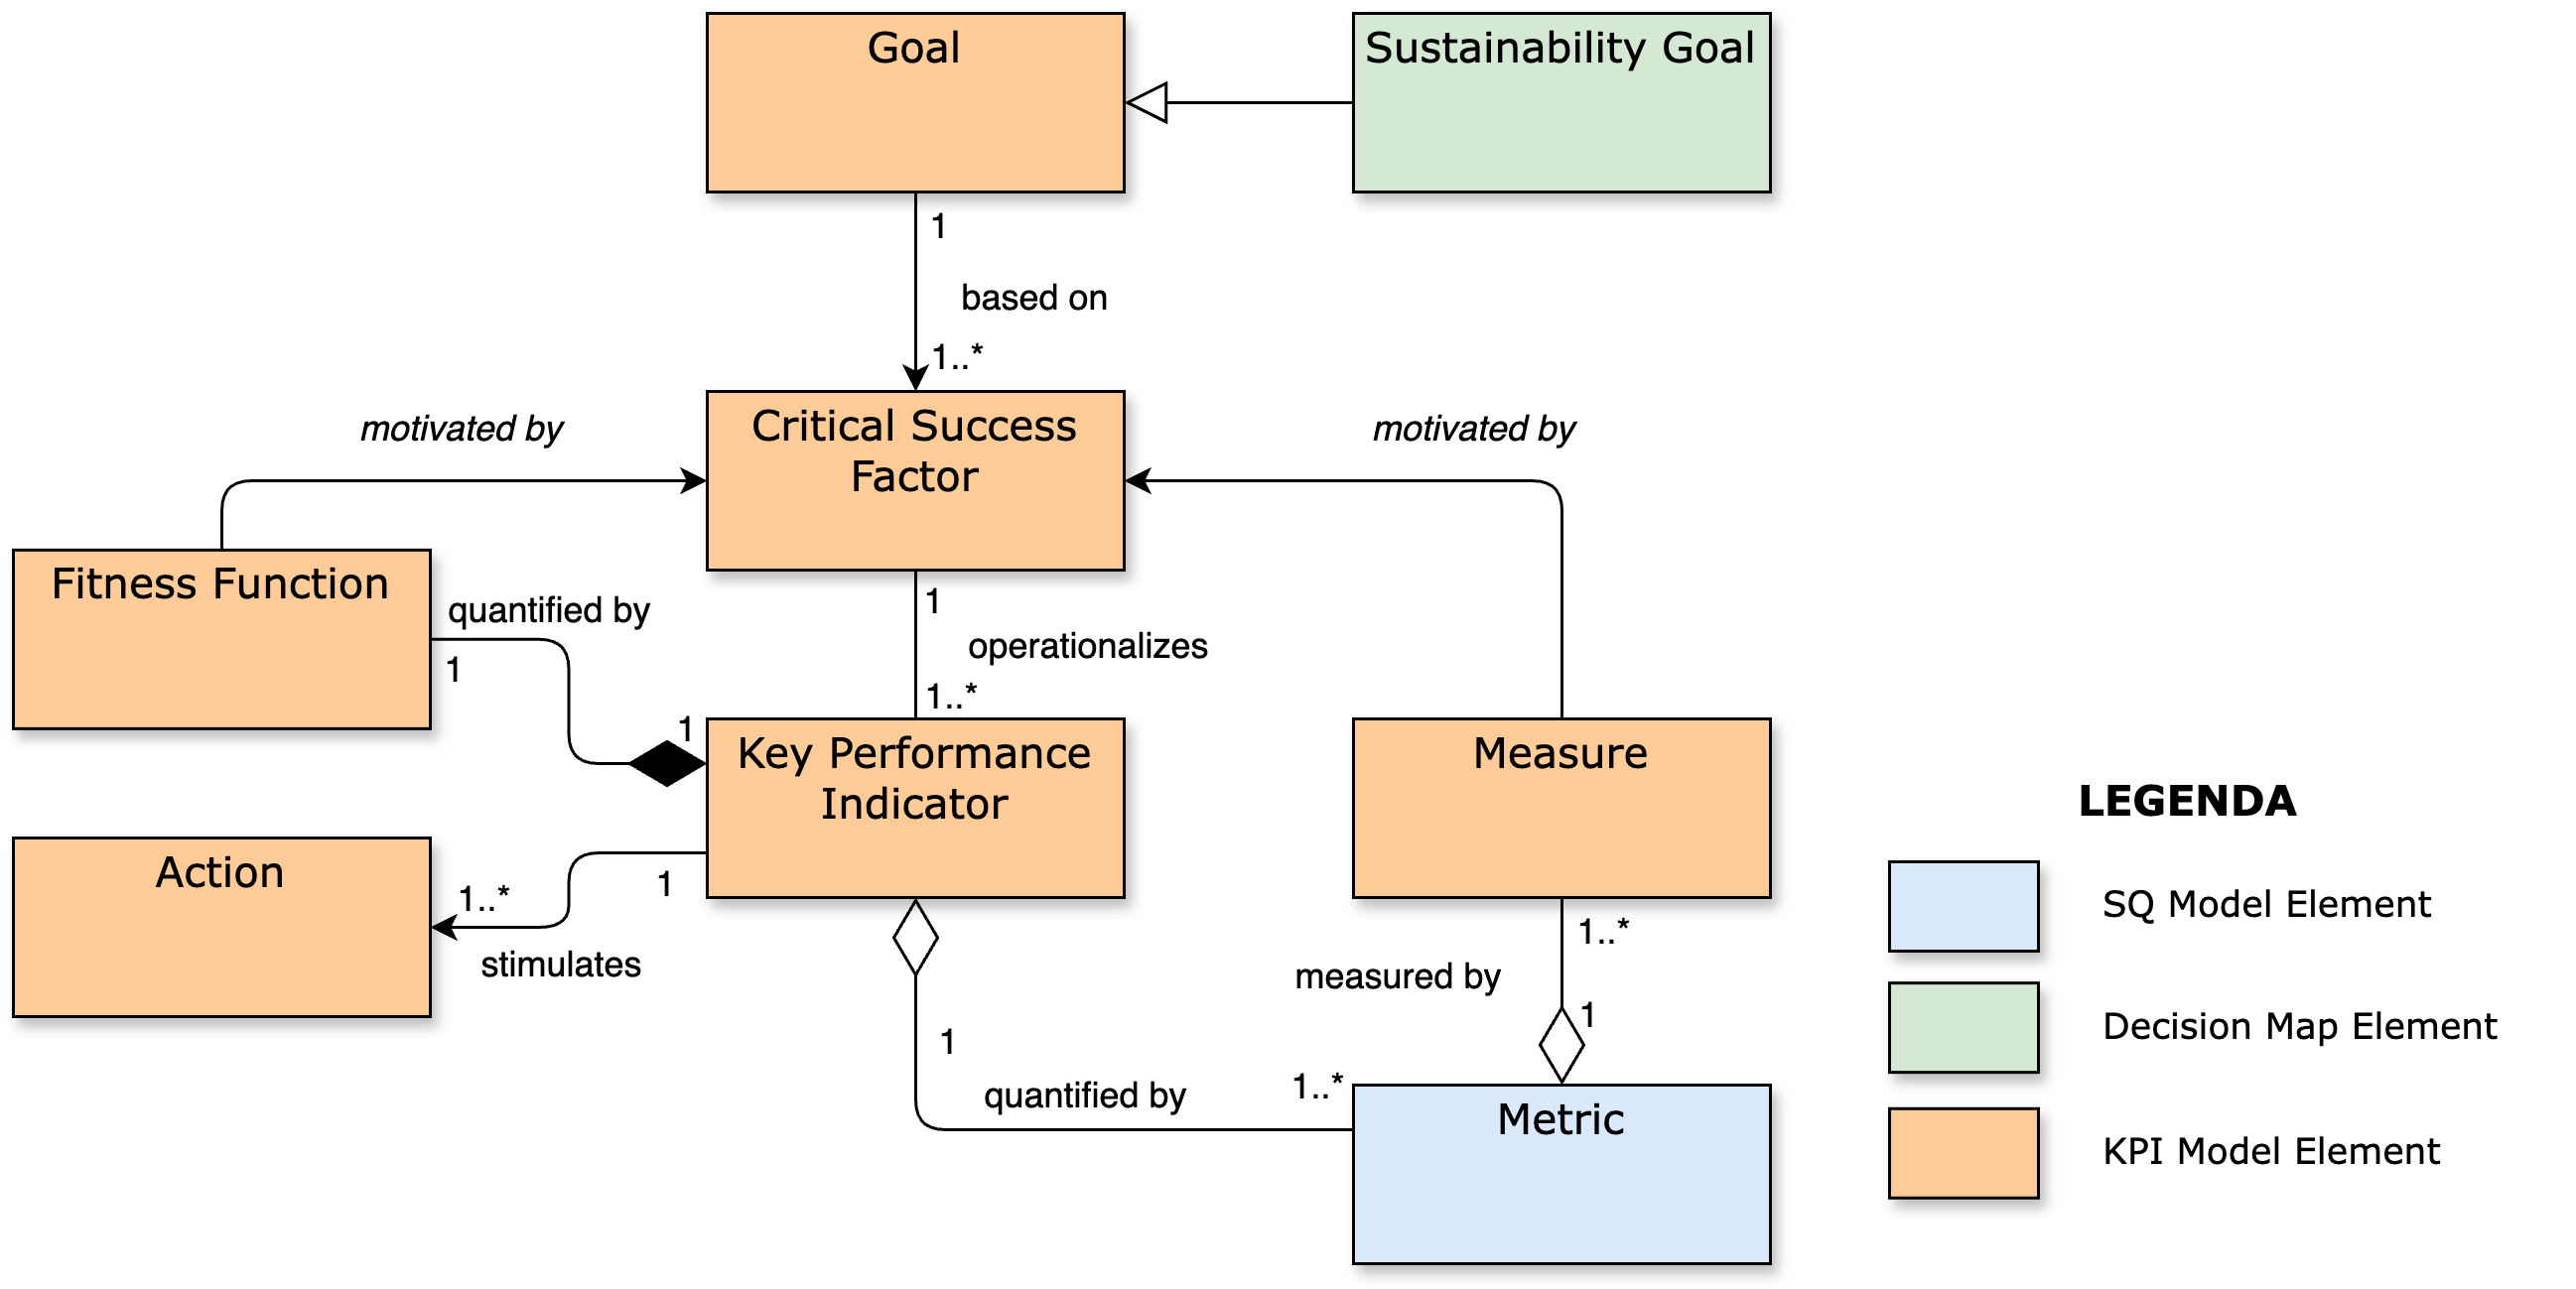 Goal
Sustainability Goal
1
based on
1..*
motivated by
Critical Success
Factor
motivated by
Fitness Function
quantified by
1
1
operationalizes
1..*
1
Key Performance
Indicator
Measure
Action
1..*
1
stimulates
1..*
measured by
1
1
quantified by
1..*
Metric
LEGENDA
SQ Model Element
Decision Map Element
KPI Model Element